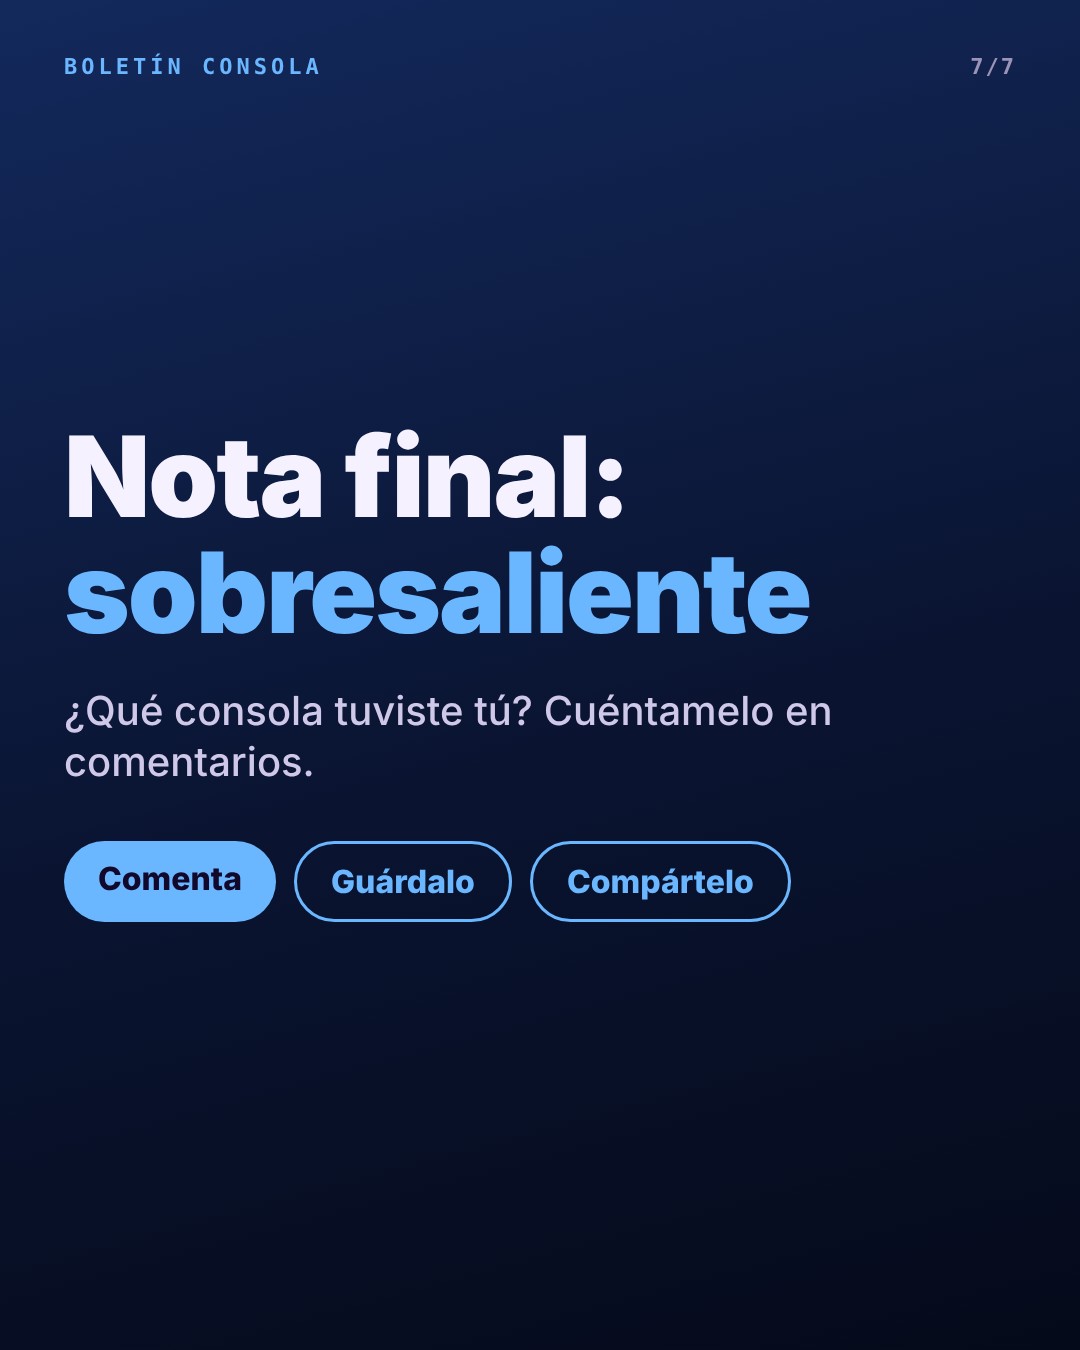 BOLETÍN CONSOLA
7/7
Nota final:
sobresaliente
¿Qué consola tuviste tú? Cuéntamelo en
comentarios.
Comenta
Guárdalo
Compártelo